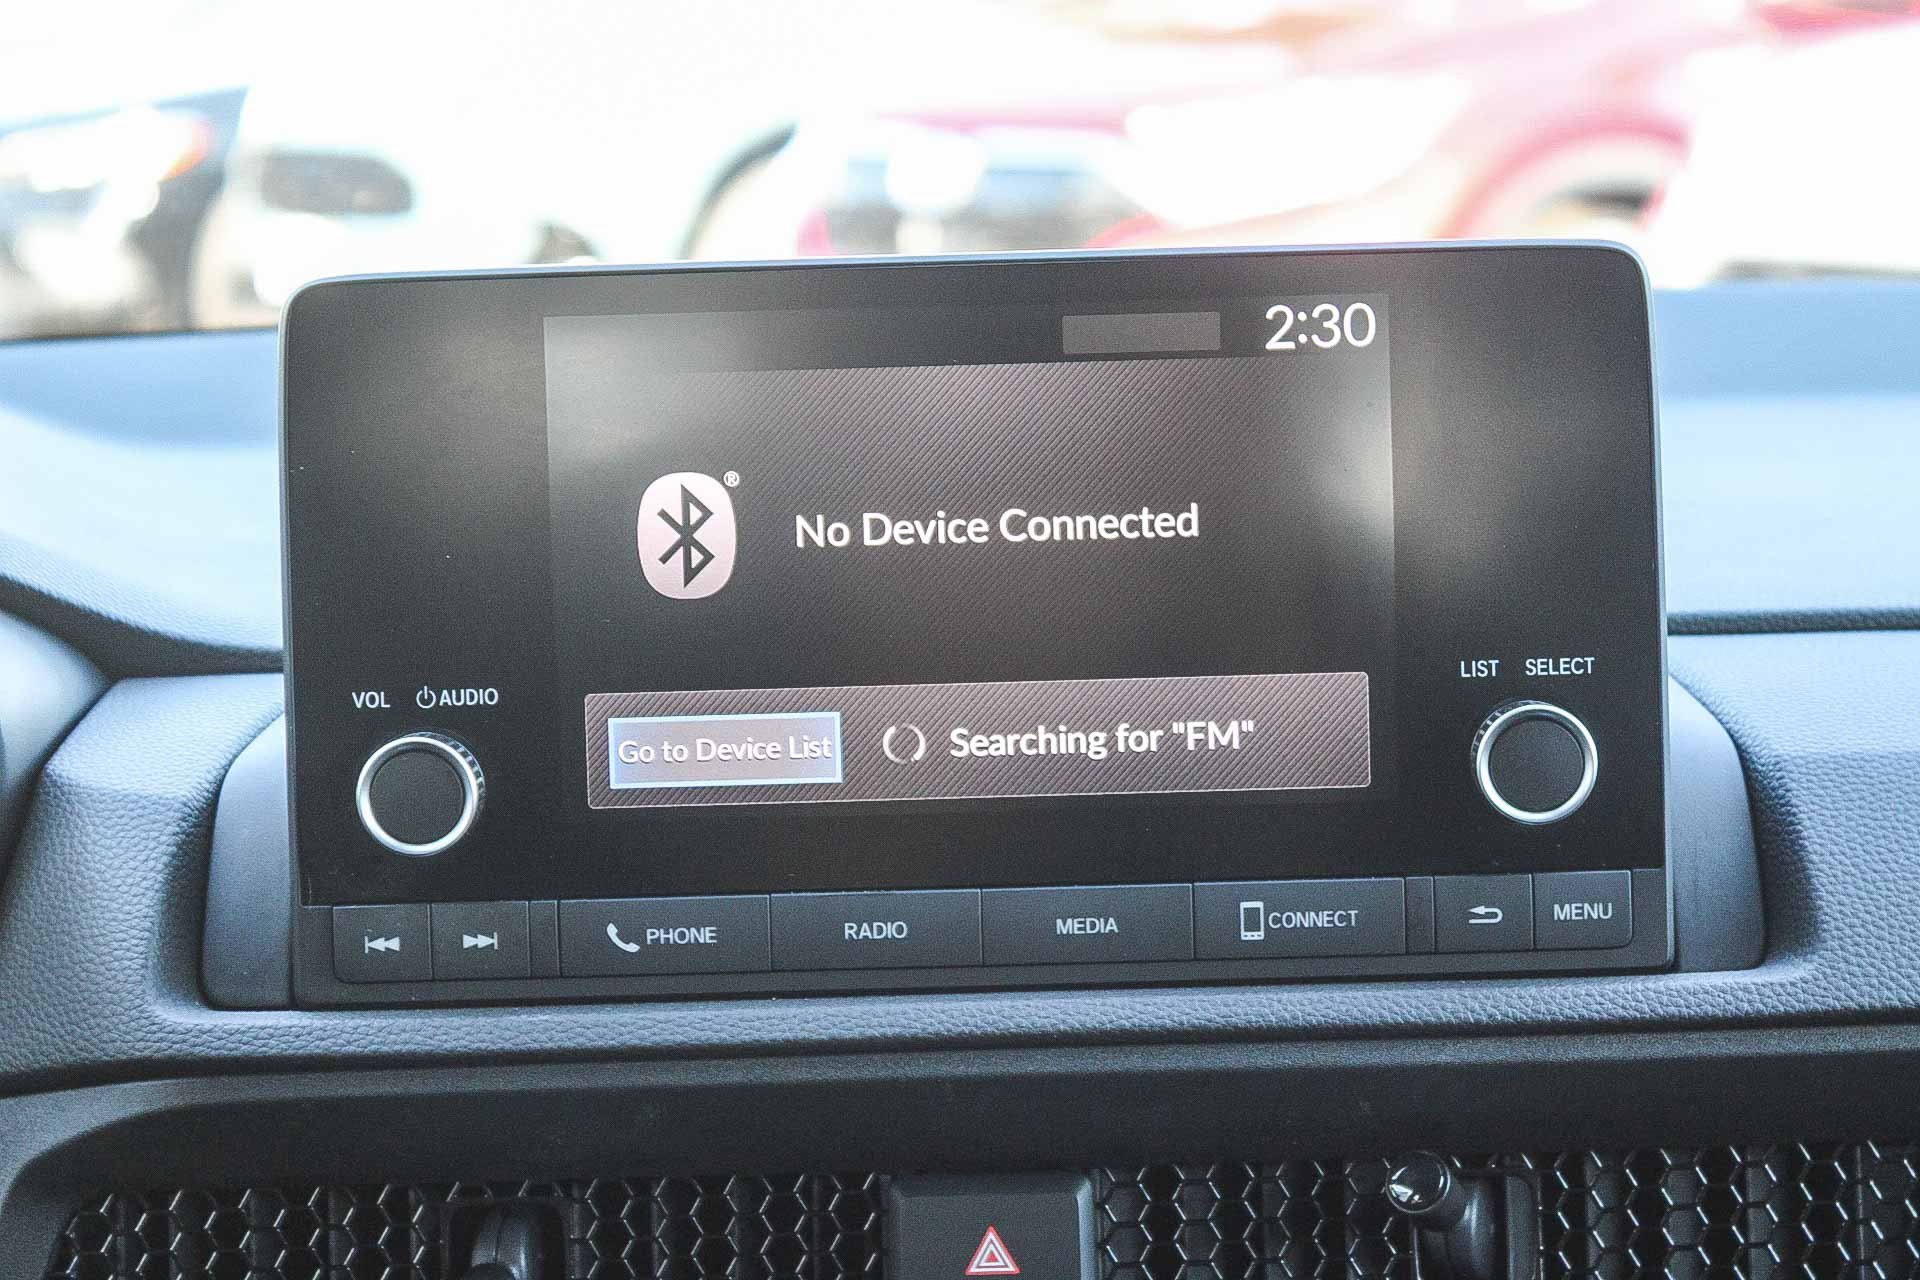 2:30
®
No Device Connected
VOL AUDIO
LIST SELECT
Go to Device List
Searching for "FM"
PHONE
RADIO
MEDIA
CONNECT
MENU